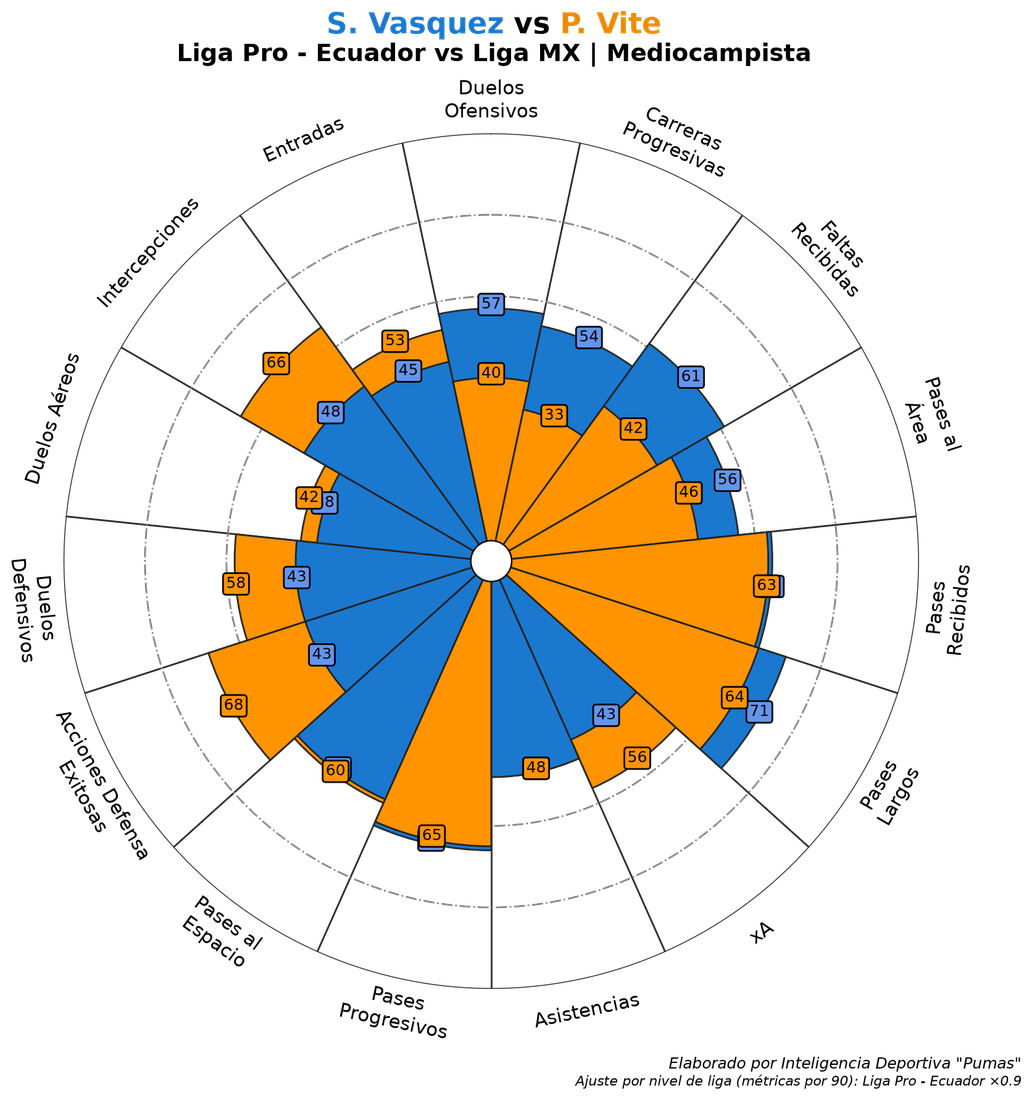 S. Vasquez vs P. Vite
Liga Pro - Ecuador vs Liga MX | Mediocampista
Duelos
Ofensivos
Carreras
Progresivas
Faltas
Recibidas
Pases al
Área
Pases
Recibidos
Pases
Largos
xA
Asistencias
Pases
Progresivos
Pases al
Espacio
Acciones Defensa
Exitosas
Duelos
Defensivos
Duelos Aéreos
Intercepciones
Entradas
57
40
54
33
61
42
56
46
63
64
71
43
56
48
65
60
43
68
43
58
42
48
66
45
53
Elaborado por Inteligencia Deportiva "Pumas"
Ajuste por nivel de liga (métricas por 90): Liga Pro - Ecuador ×0.9